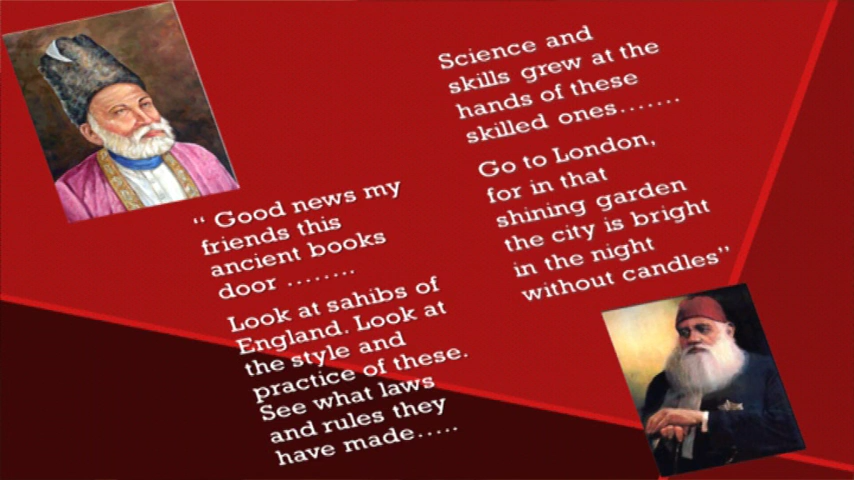 “ Good news my
friends this
ancient books
door ........
Look at sahibs of
England. Look at
the style and
practice of these.
See what laws
and rules they
have made.....
Science and
skills grew at the
hands of these
skilled ones.......
Go to London,
for in that
shining garden
the city is bright
in the night
without candles”